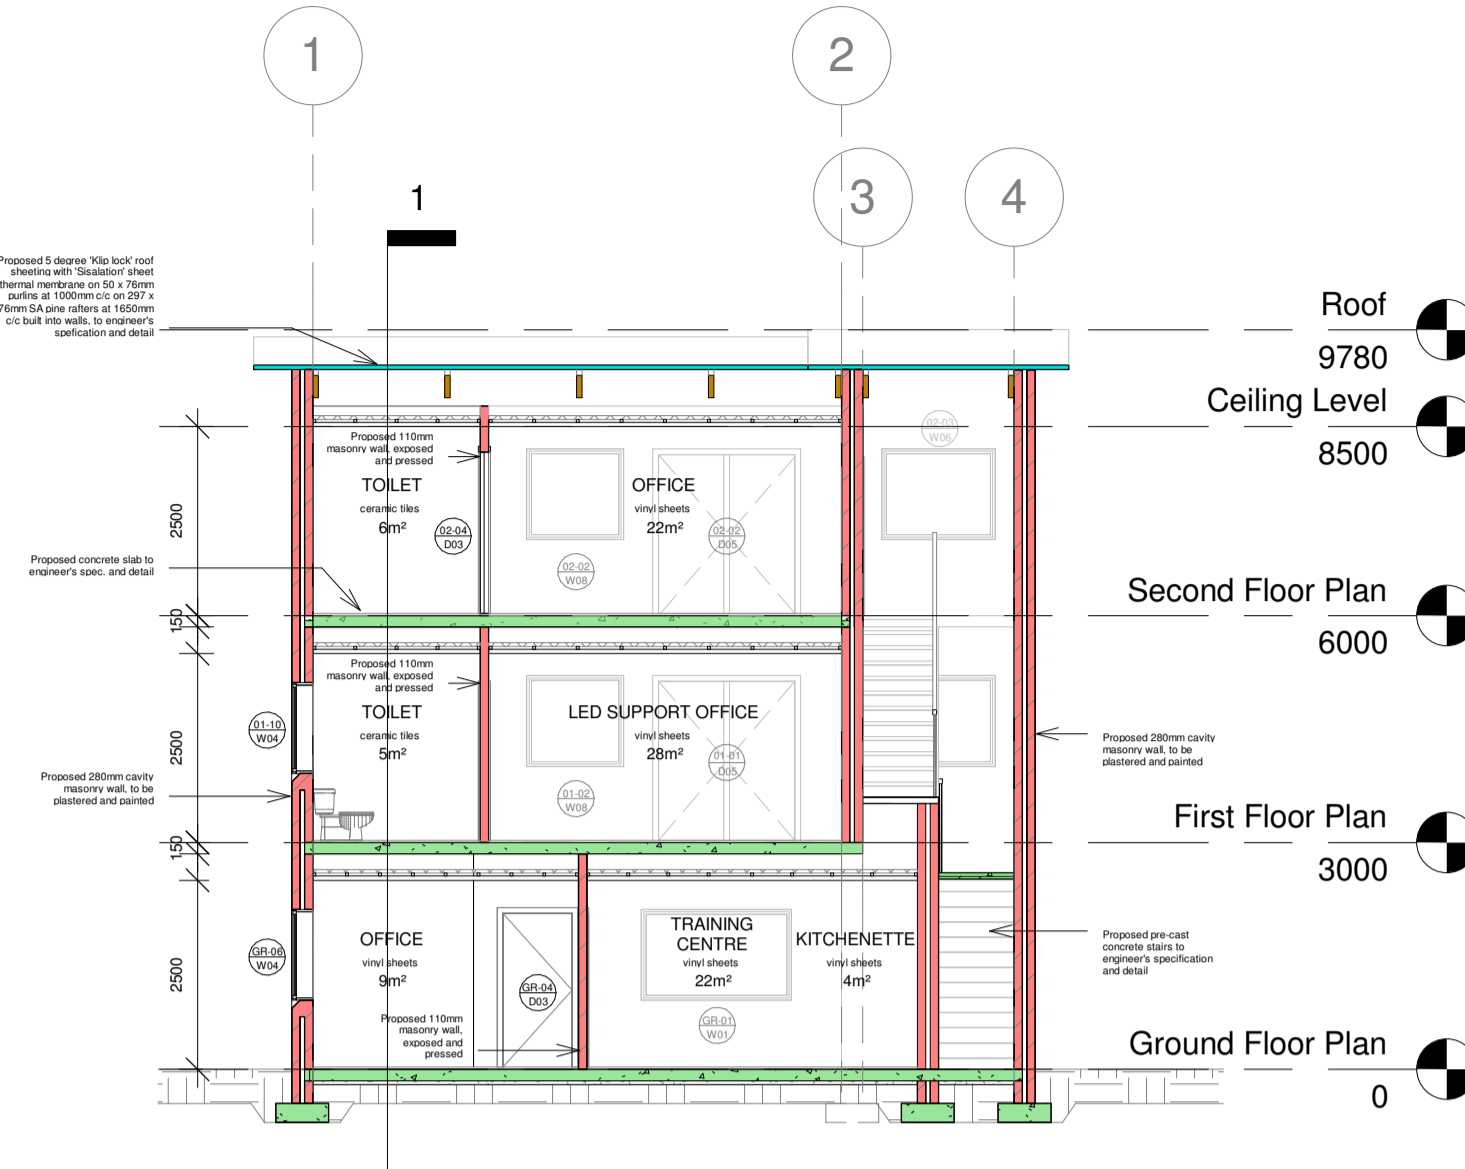 1
2
3
4
1
Proposed 5 degree 'Klip lock' roof
sheeting with 'Sisalation' sheet
thermal membrane on 50 x 76mm
purlins at 1000mm c/c on 297 x
76mm SA pine rafters at 1650mm
c/c built into walls, to engineer's
spefication and detail
Roof
9780
Ceiling Level
8500
02-03
W06
Proposed 110mm
masonry wall, exposed
and pressed
TOILET
ceramic tiles
6m²
02-04
D03
OFFICE
vinyl sheets
22m²
02-02
D05
02-02
W08
2500
Proposed concrete slab to
engineer's spec. and detail
Second Floor Plan
6000
150
Proposed 110mm
masonry wall, exposed
and pressed
TOILET
ceramic tiles
5m²
LED SUPPORT OFFICE
vinyl sheets
28m²
01-01
D05
01-02
W08
01-10
W04
2500
Proposed 280mm cavity
masonry wall, to be
plastered and painted
Proposed 280mm cavity
masonry wall, to be
plastered and painted
First Floor Plan
3000
150
OFFICE
vinyl sheets
9m²
GR-06
W04
GR-04
D03
TRAINING
CENTRE
vinyl sheets
22m²
KITCHENETTE
vinyl sheets
4m²
GR-01
W01
2500
Proposed 110mm
masonry wall,
exposed and
pressed
Proposed pre-cast
concrete stairs to
engineer's specification
and detail
Ground Floor Plan
0